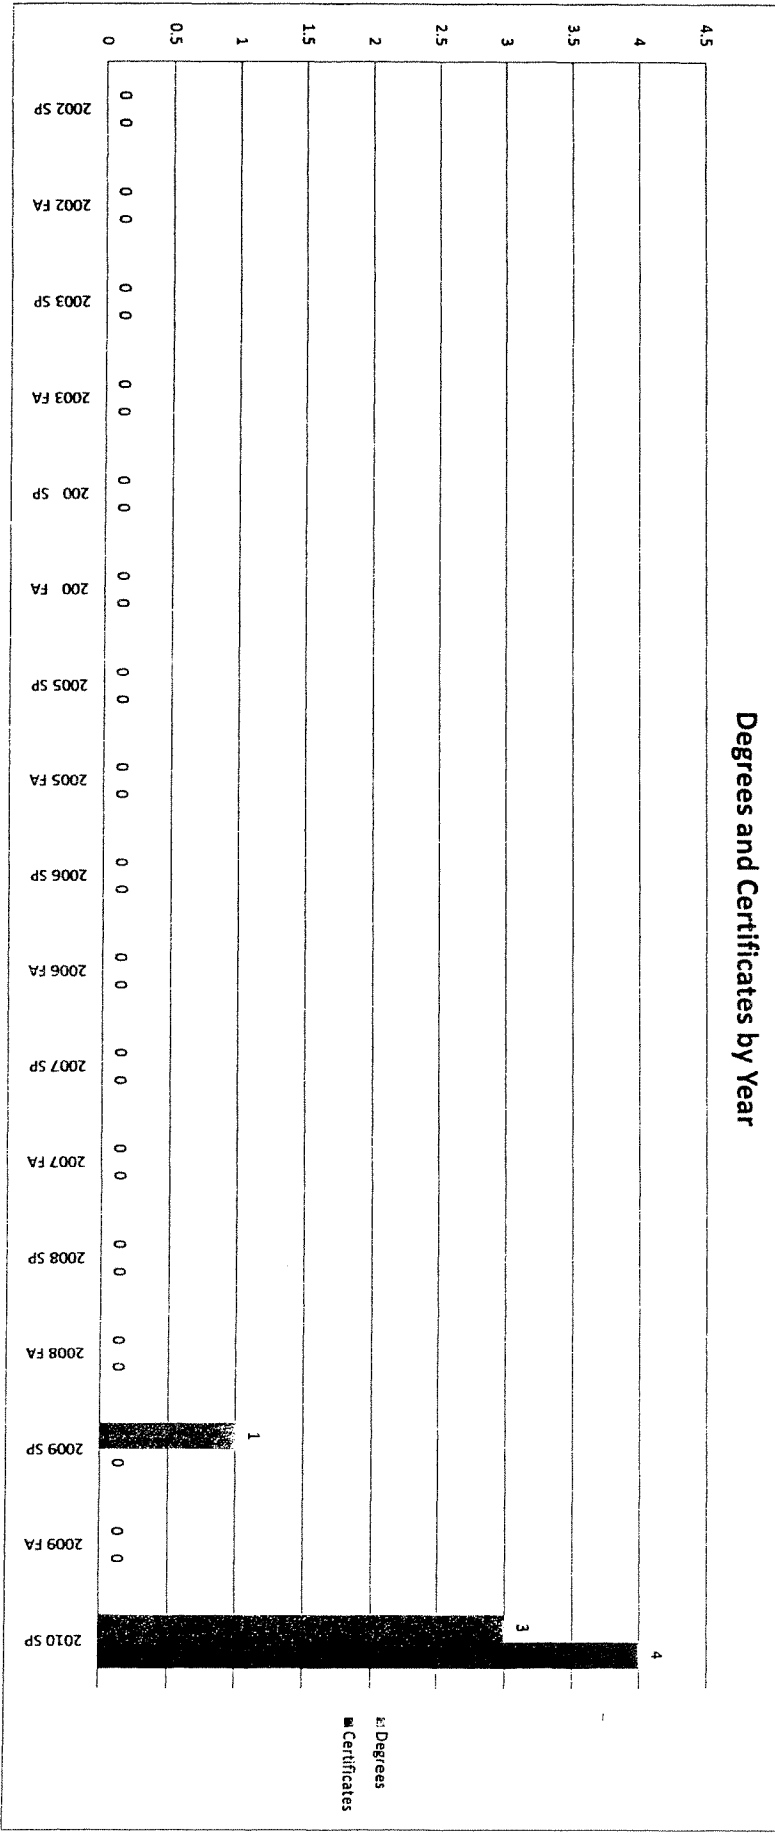 Degrees and Certificates by Year
4.5
4
3.5
3
2.5
2
1.5
1
0.5
0
0 0
0 0
0 0
0 0
0 0
0 0
0 0
0 0
0 0
0 0
0 0
0 0
0 0
0 0
1 0
0 0
3 4
2002 SP
2002 FA
2003 SP
2003 FA
200 SP
200 FA
2005 SP
2005 FA
2006 SP
2006 FA
2007 SP
2007 FA
2008 SP
2008 FA
2009 SP
2009 FA
2010 SP
Degrees
Certificates